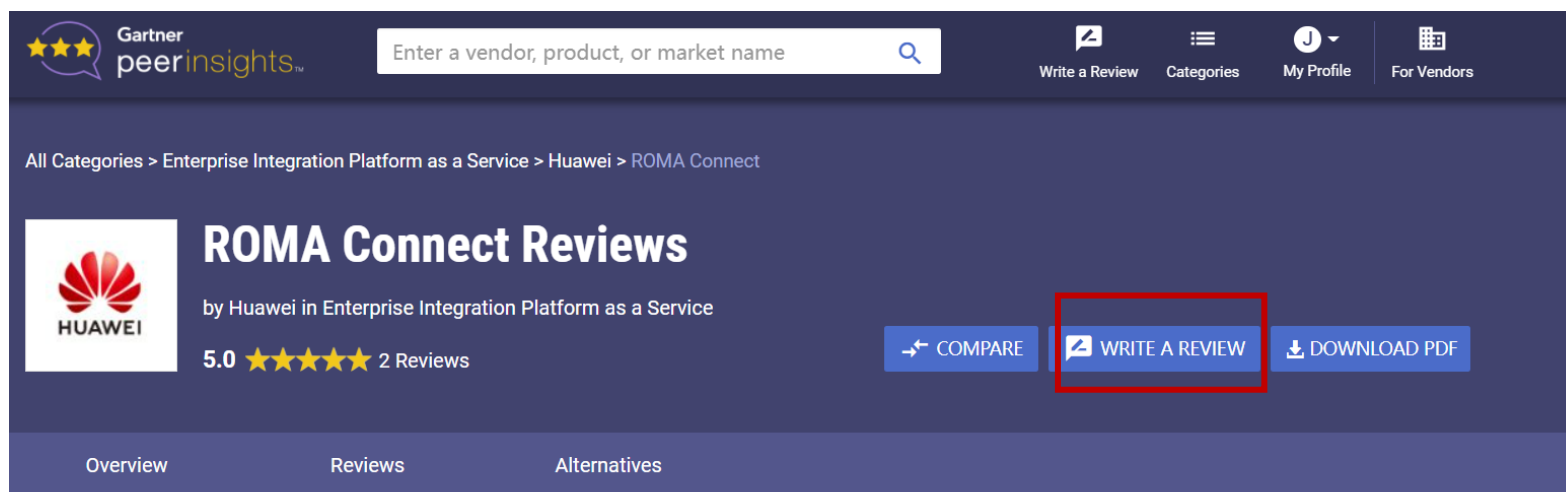 Gartner
peerinsights™
Enter a vendor, product, or market name
Write a Review
Categories
J
My Profile
For Vendors
All Categories > Enterprise Integration Platform as a Service > Huawei > ROMA Connect
HUAWEI
ROMA Connect Reviews
by Huawei in Enterprise Integration Platform as a Service
5.0 ★★★★★ 2 Reviews
COMPARE
WRITE A REVIEW
DOWNLOAD PDF
Overview
Reviews
Alternatives